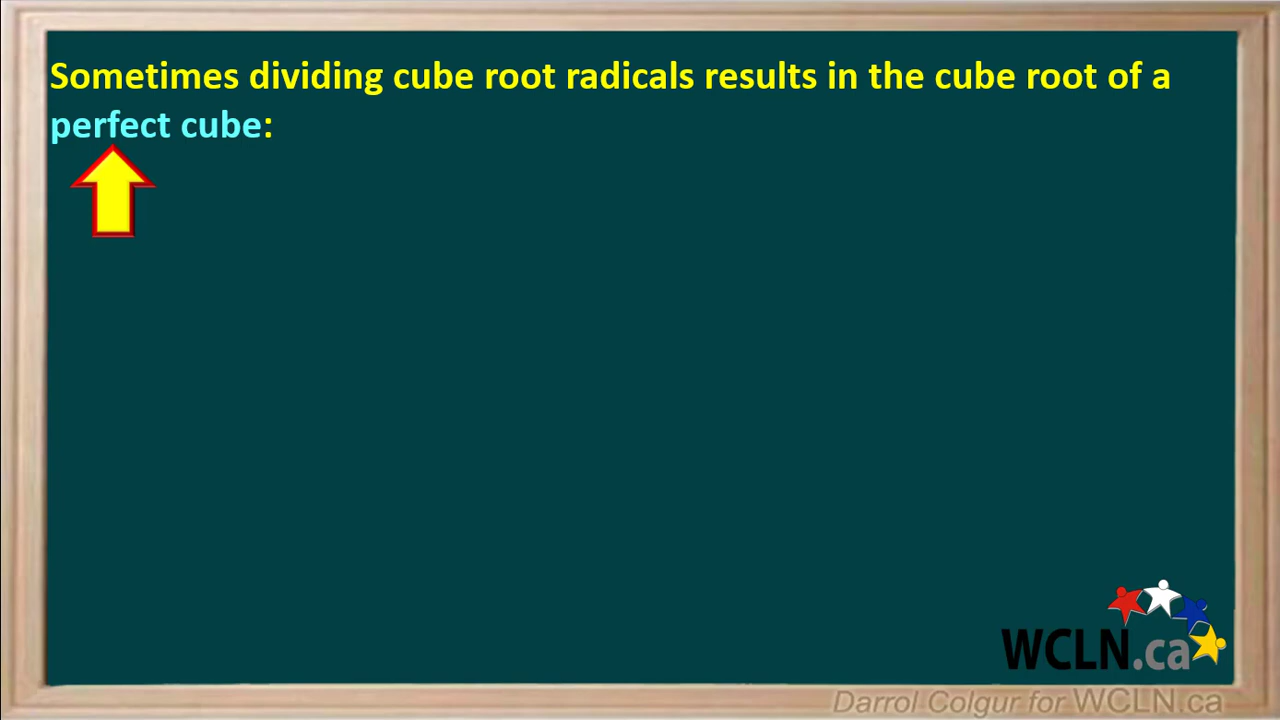 Sometimes dividing cube root radicals results in the cube root of a
perfect cube:
WCLN.ca
Darrol Colgur for WCLN.ca